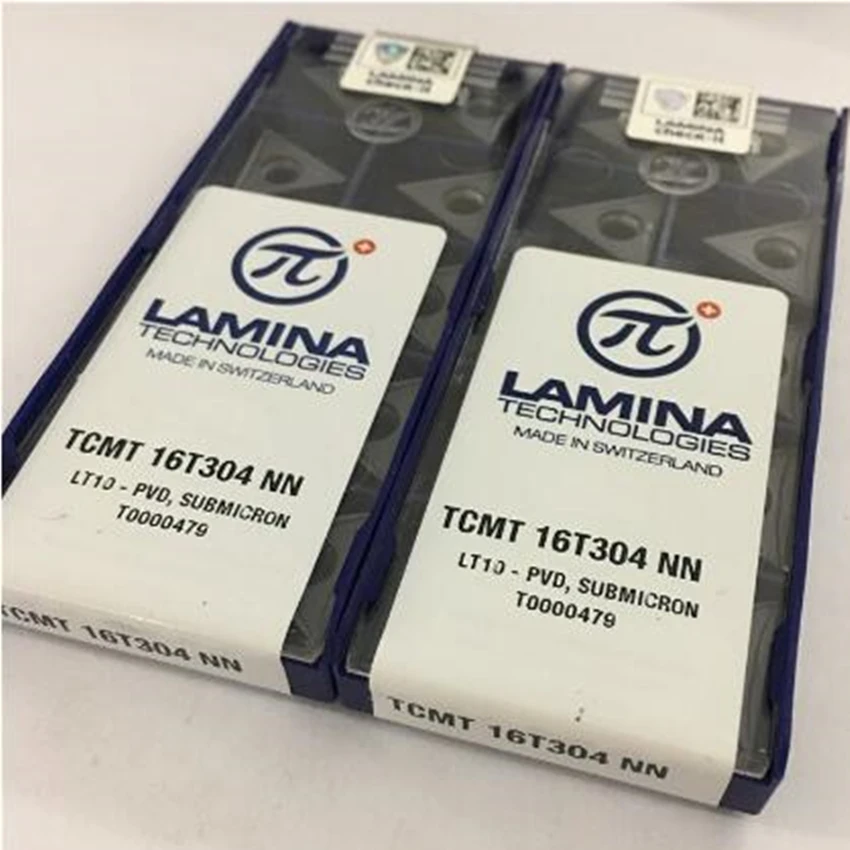 LAMINA
check-it
π
LAMINA
TECHNOLOGIES
MADE IN SWITZERLAND
TCMT 16T304 NN
LT10 - PVD, SUBMICRON
T0000479
TCMT 16T304 NN
LAMINA
check-it
π
LAMINA
TECHNOLOGIES
MADE IN SWITZERLAND
TCMT 16T304 NN
LT10 - PVD, SUBMICRON
T0000479
TCMT 16T304 NN